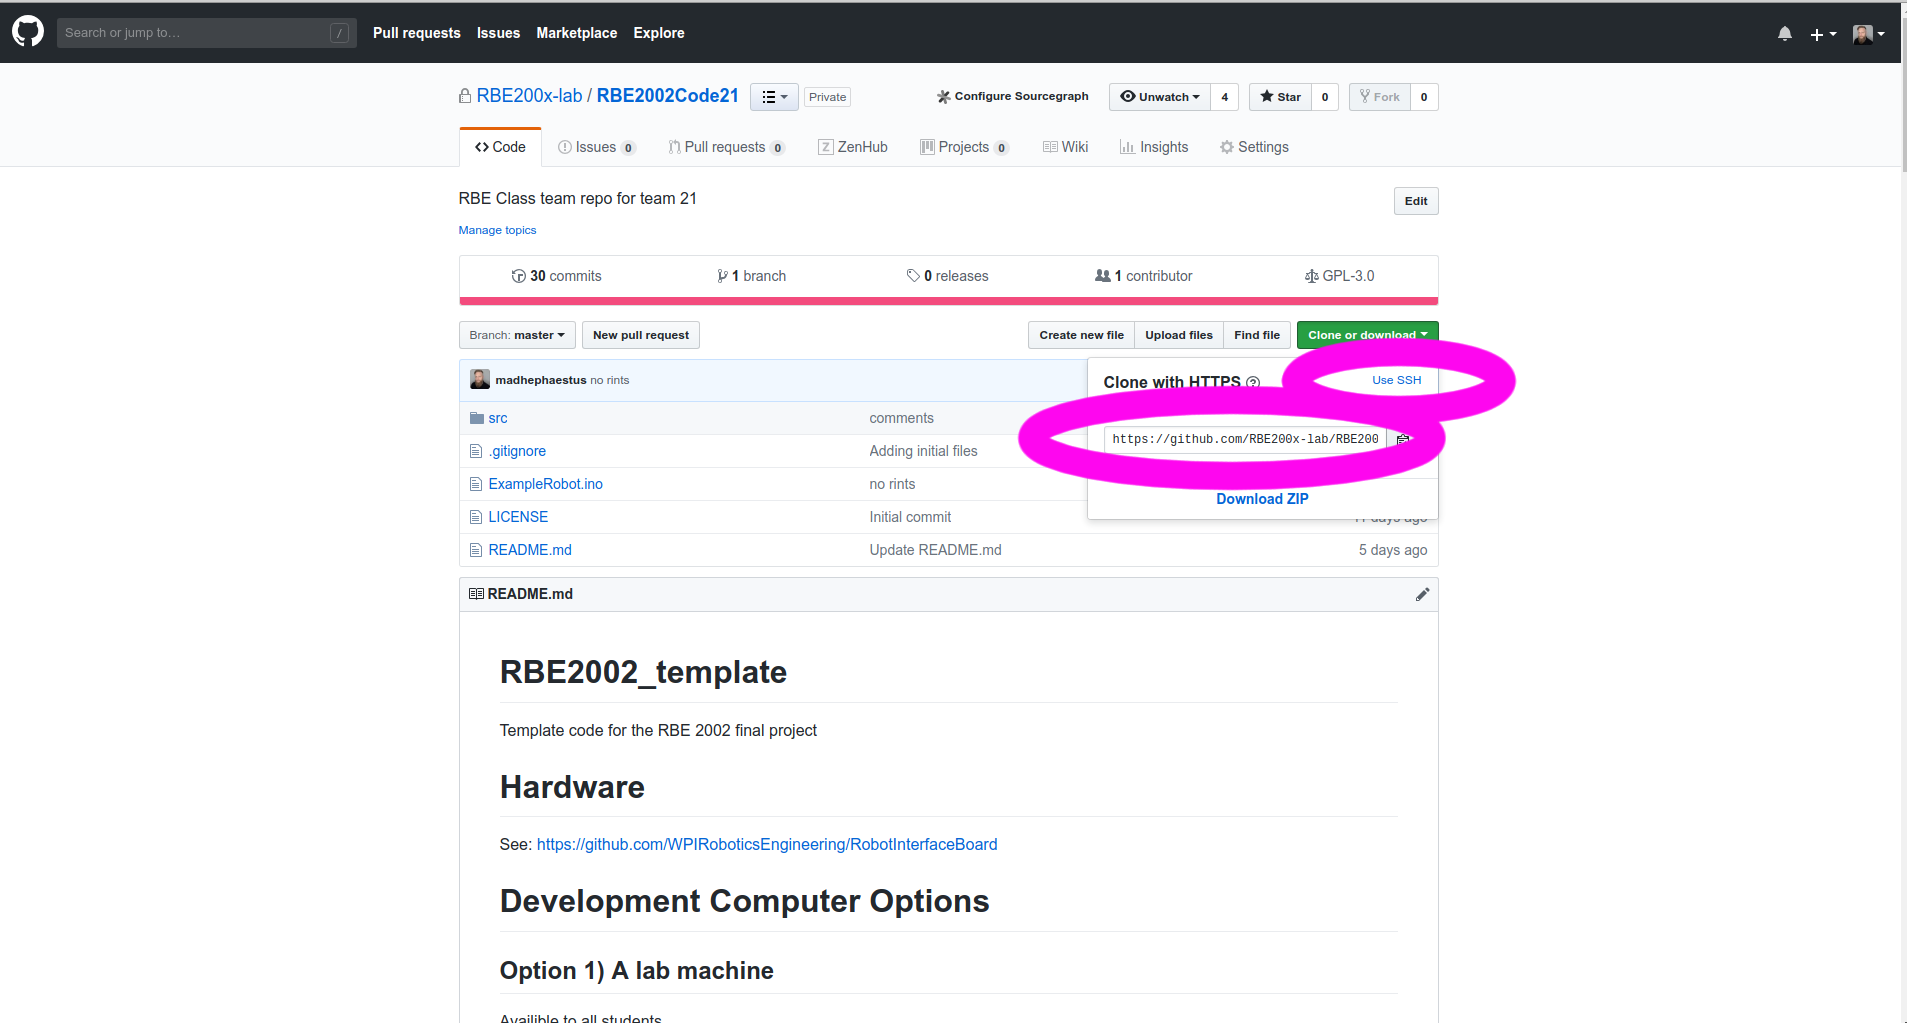 Search or jump to… /
Pull requests Issues Marketplace Explore
RBE200x-lab / RBE2002Code21 Private
Configure Sourcegraph Unwatch 4 Star 0 Fork 0
Code Issues 0 Pull requests 0 ZenHub Projects 0 Wiki Insights Settings
RBE Class team repo for team 21 Edit
Manage topics
30 commits 1 branch 0 releases 1 contributor GPL-3.0
Branch: master New pull request Create new file Upload files Find file Clone or download
madhephaestus no rints
Clone with HTTPS Use SSH
src comments
https://github.com/RBE200x-lab/RBE200
.gitignore Adding initial files
ExampleRobot.ino no rints
Download ZIP
LICENSE Initial commit days ago
README.md Update README.md 5 days ago
README.md
RBE2002_template
Template code for the RBE 2002 final project
Hardware
See: https://github.com/WPIRoboticsEngineering/RobotInterfaceBoard
Development Computer Options
Option 1) A lab machine
Availible to all students